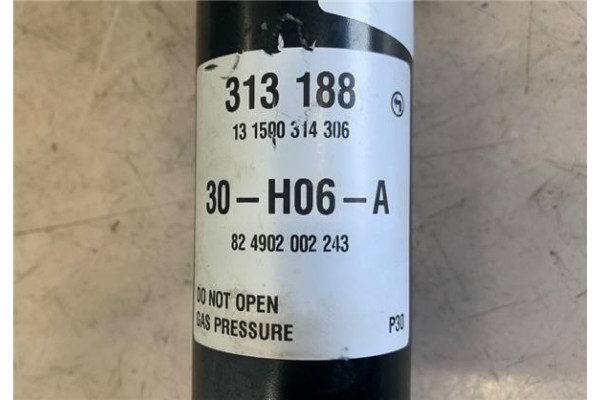 313 188
13 1500 314 306
30-H06-A
82 4902 002 243
DO NOT OPEN
GAS PRESSURE P30